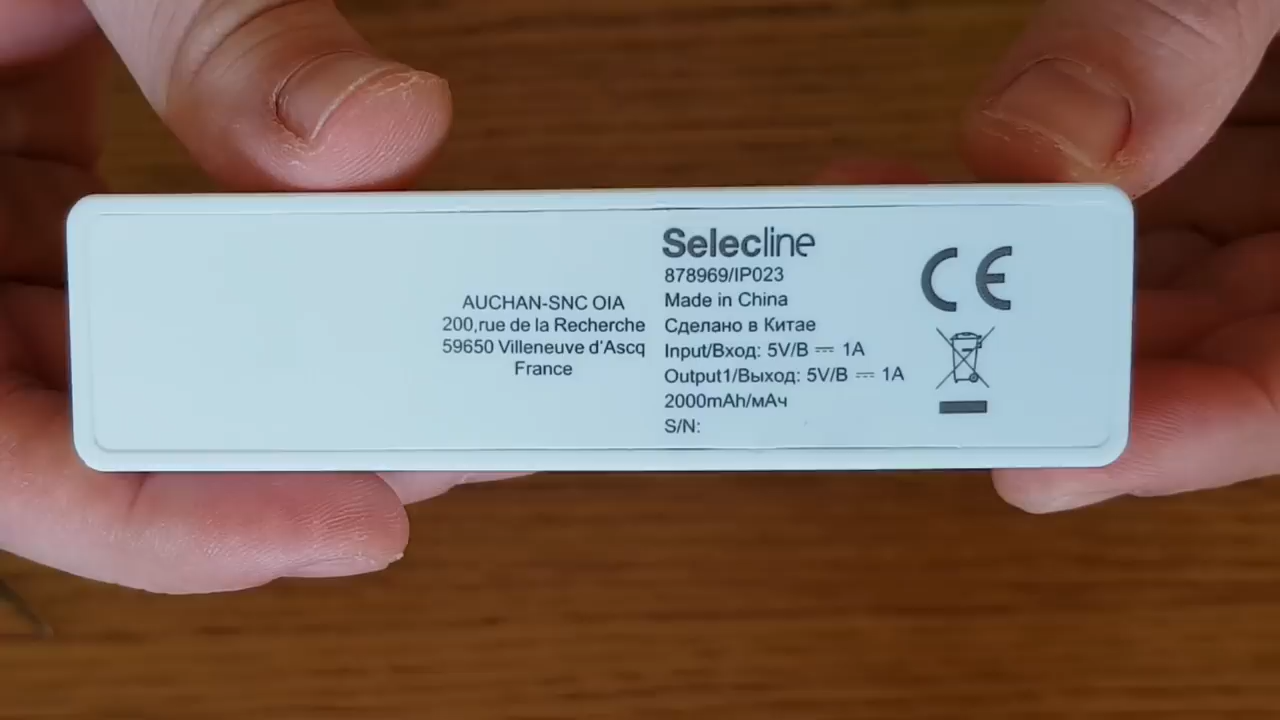 AUCHAN-SNC OIA
200,rue de la Recherche
59650 Villeneuve d'Ascq
France
Selecline
878969/IP023
Made in China
Сделано в Китае
Input/Вход: 5V/В ⎓ 1A
Output1/Выход: 5V/В ⎓ 1A
2000mAh/мАч
S/N:
CE